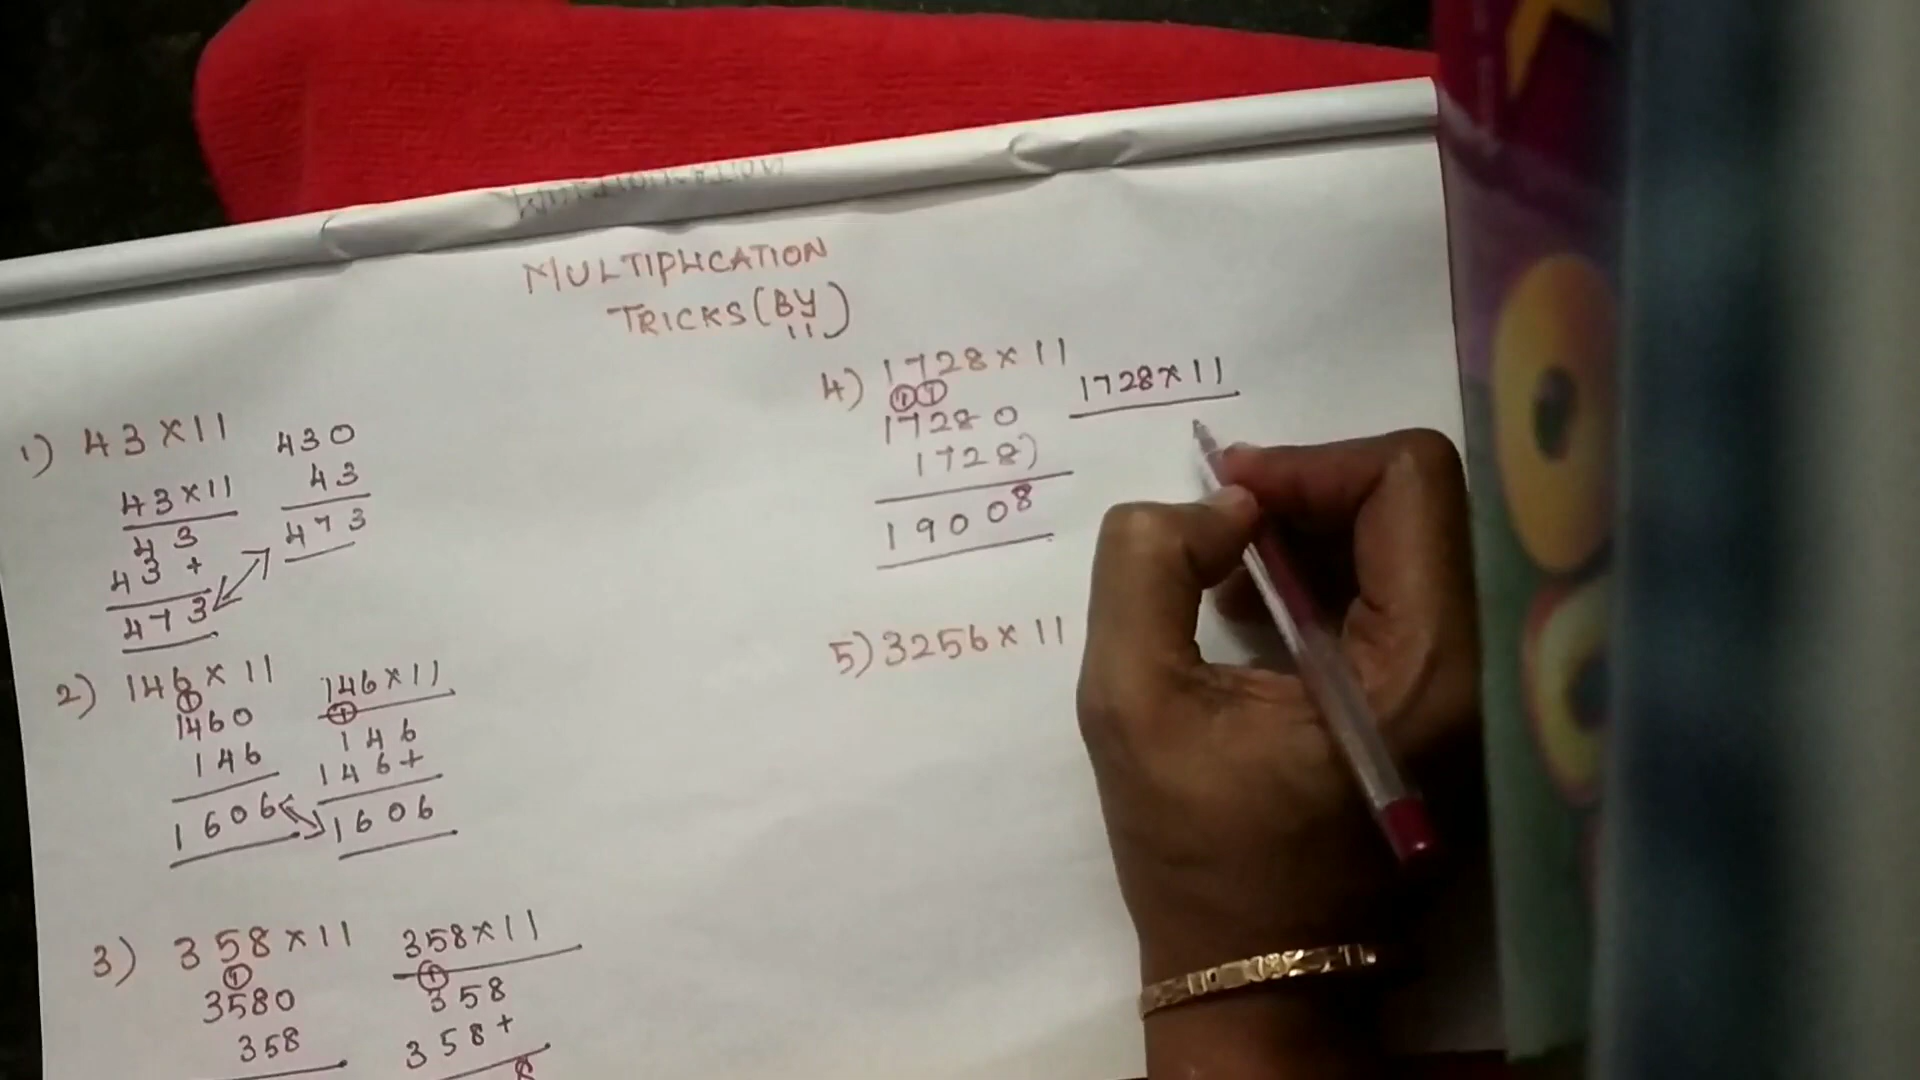 MULTIPLICATION
TRICKS (BY
11)
1) 43 x 11
43 x 11
43
43 +
473
430
43
473
2) 146 x 11
1
1460
146
1606
146 x 11
1
146
146 +
1606
3) 358 x 11
1
3580
358
358 x 11
1
358
358 +
8
4) 1728 x 11
1 1
17280
1728)
19008
1728 x 11
5) 3256 x 11